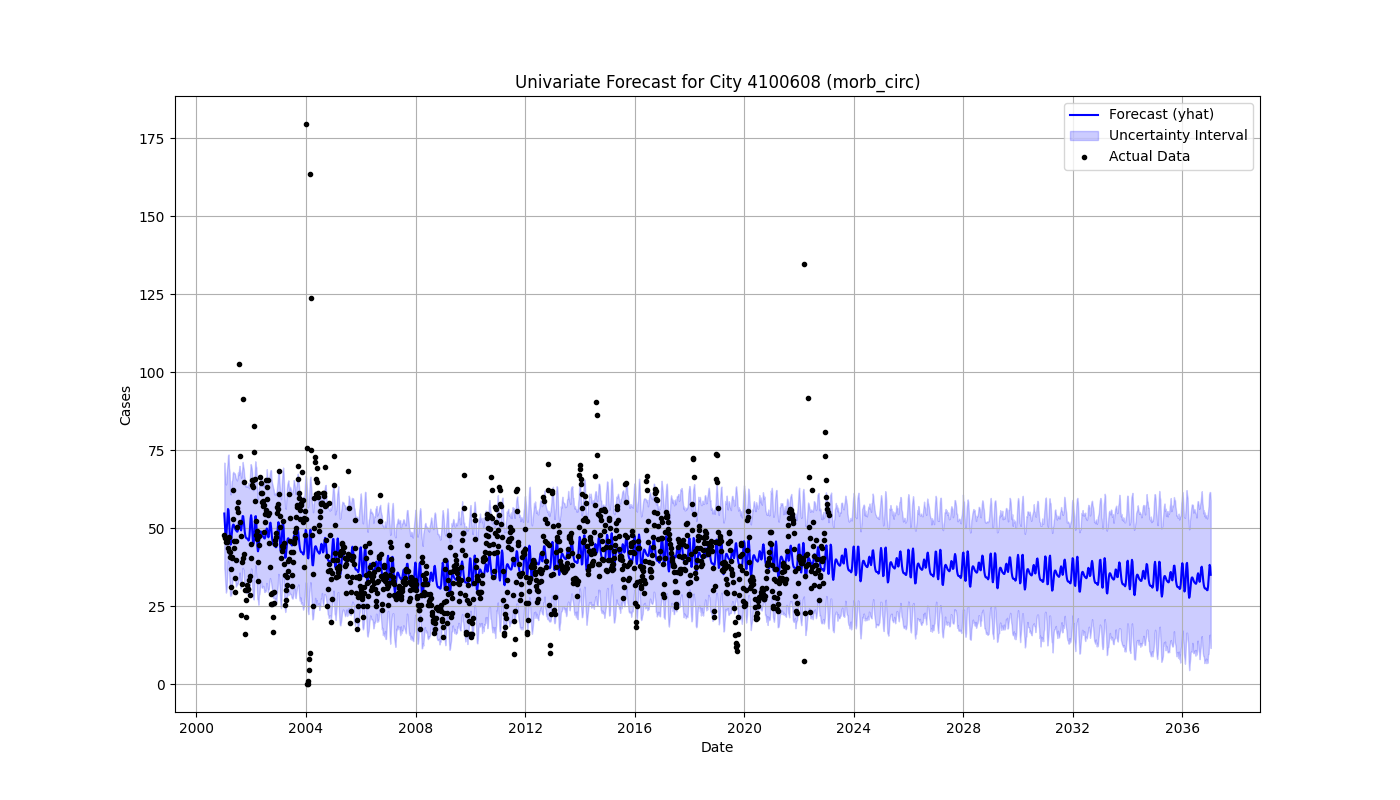 Univariate Forecast for City 4100608 (morb_circ)
Forecast (yhat)
Uncertainty Interval
Actual Data
175
150
125
100
75
50
25
0
Cases
2000 2004 2008 2012 2016 2020 2024 2028 2032 2036
Date